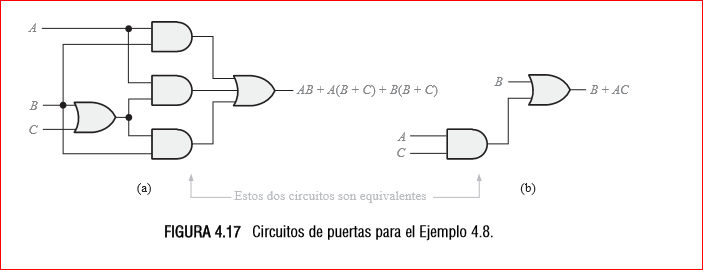 A
B
C
AB + A(B + C) + B(B + C)
B
B + AC
A
C
(a)
Estos dos circuitos son equivalentes
(b)
FIGURA 4.17 Circuitos de puertas para el Ejemplo 4.8.